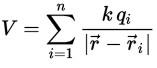 V = \sum_{i=1}^{n} \frac{k \, q_i}{|\vec{r} - \vec{r}_i|}